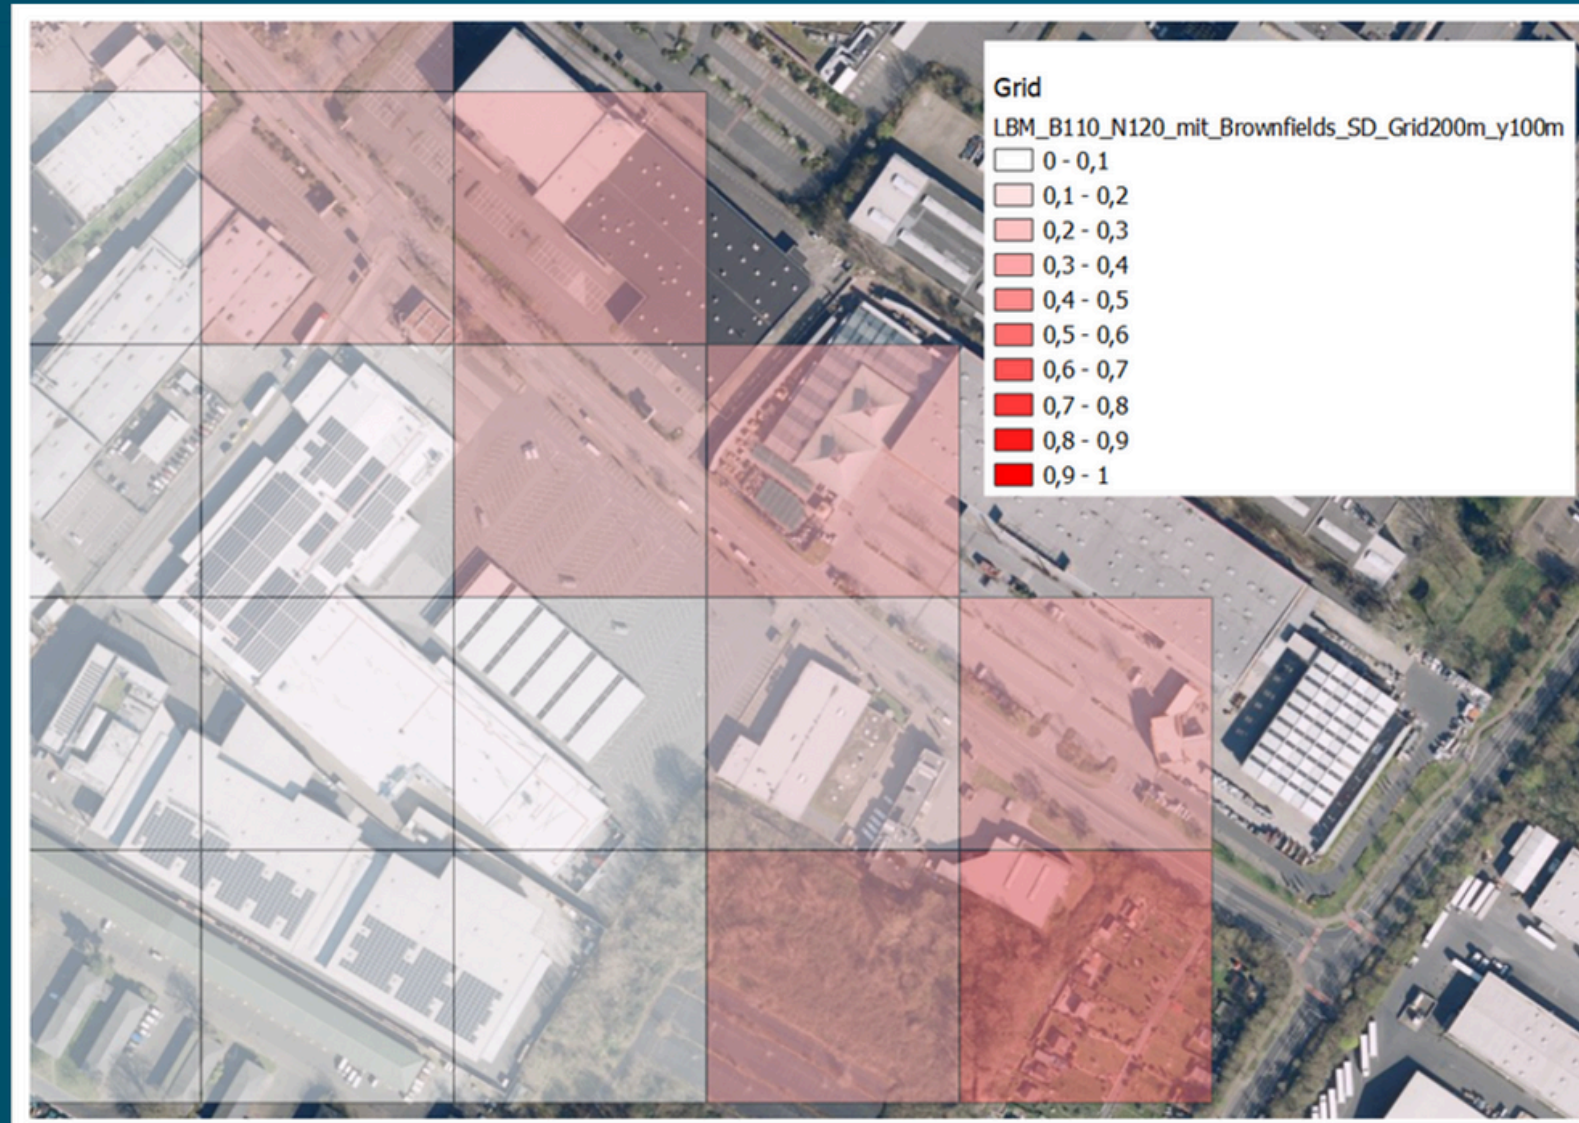 Grid
LBM_B110_N120_mit_Brownfields_SD_Grid200m_y100m
0 - 0,1
0,1 - 0,2
0,2 - 0,3
0,3 - 0,4
0,4 - 0,5
0,5 - 0,6
0,6 - 0,7
0,7 - 0,8
0,8 - 0,9
0,9 - 1